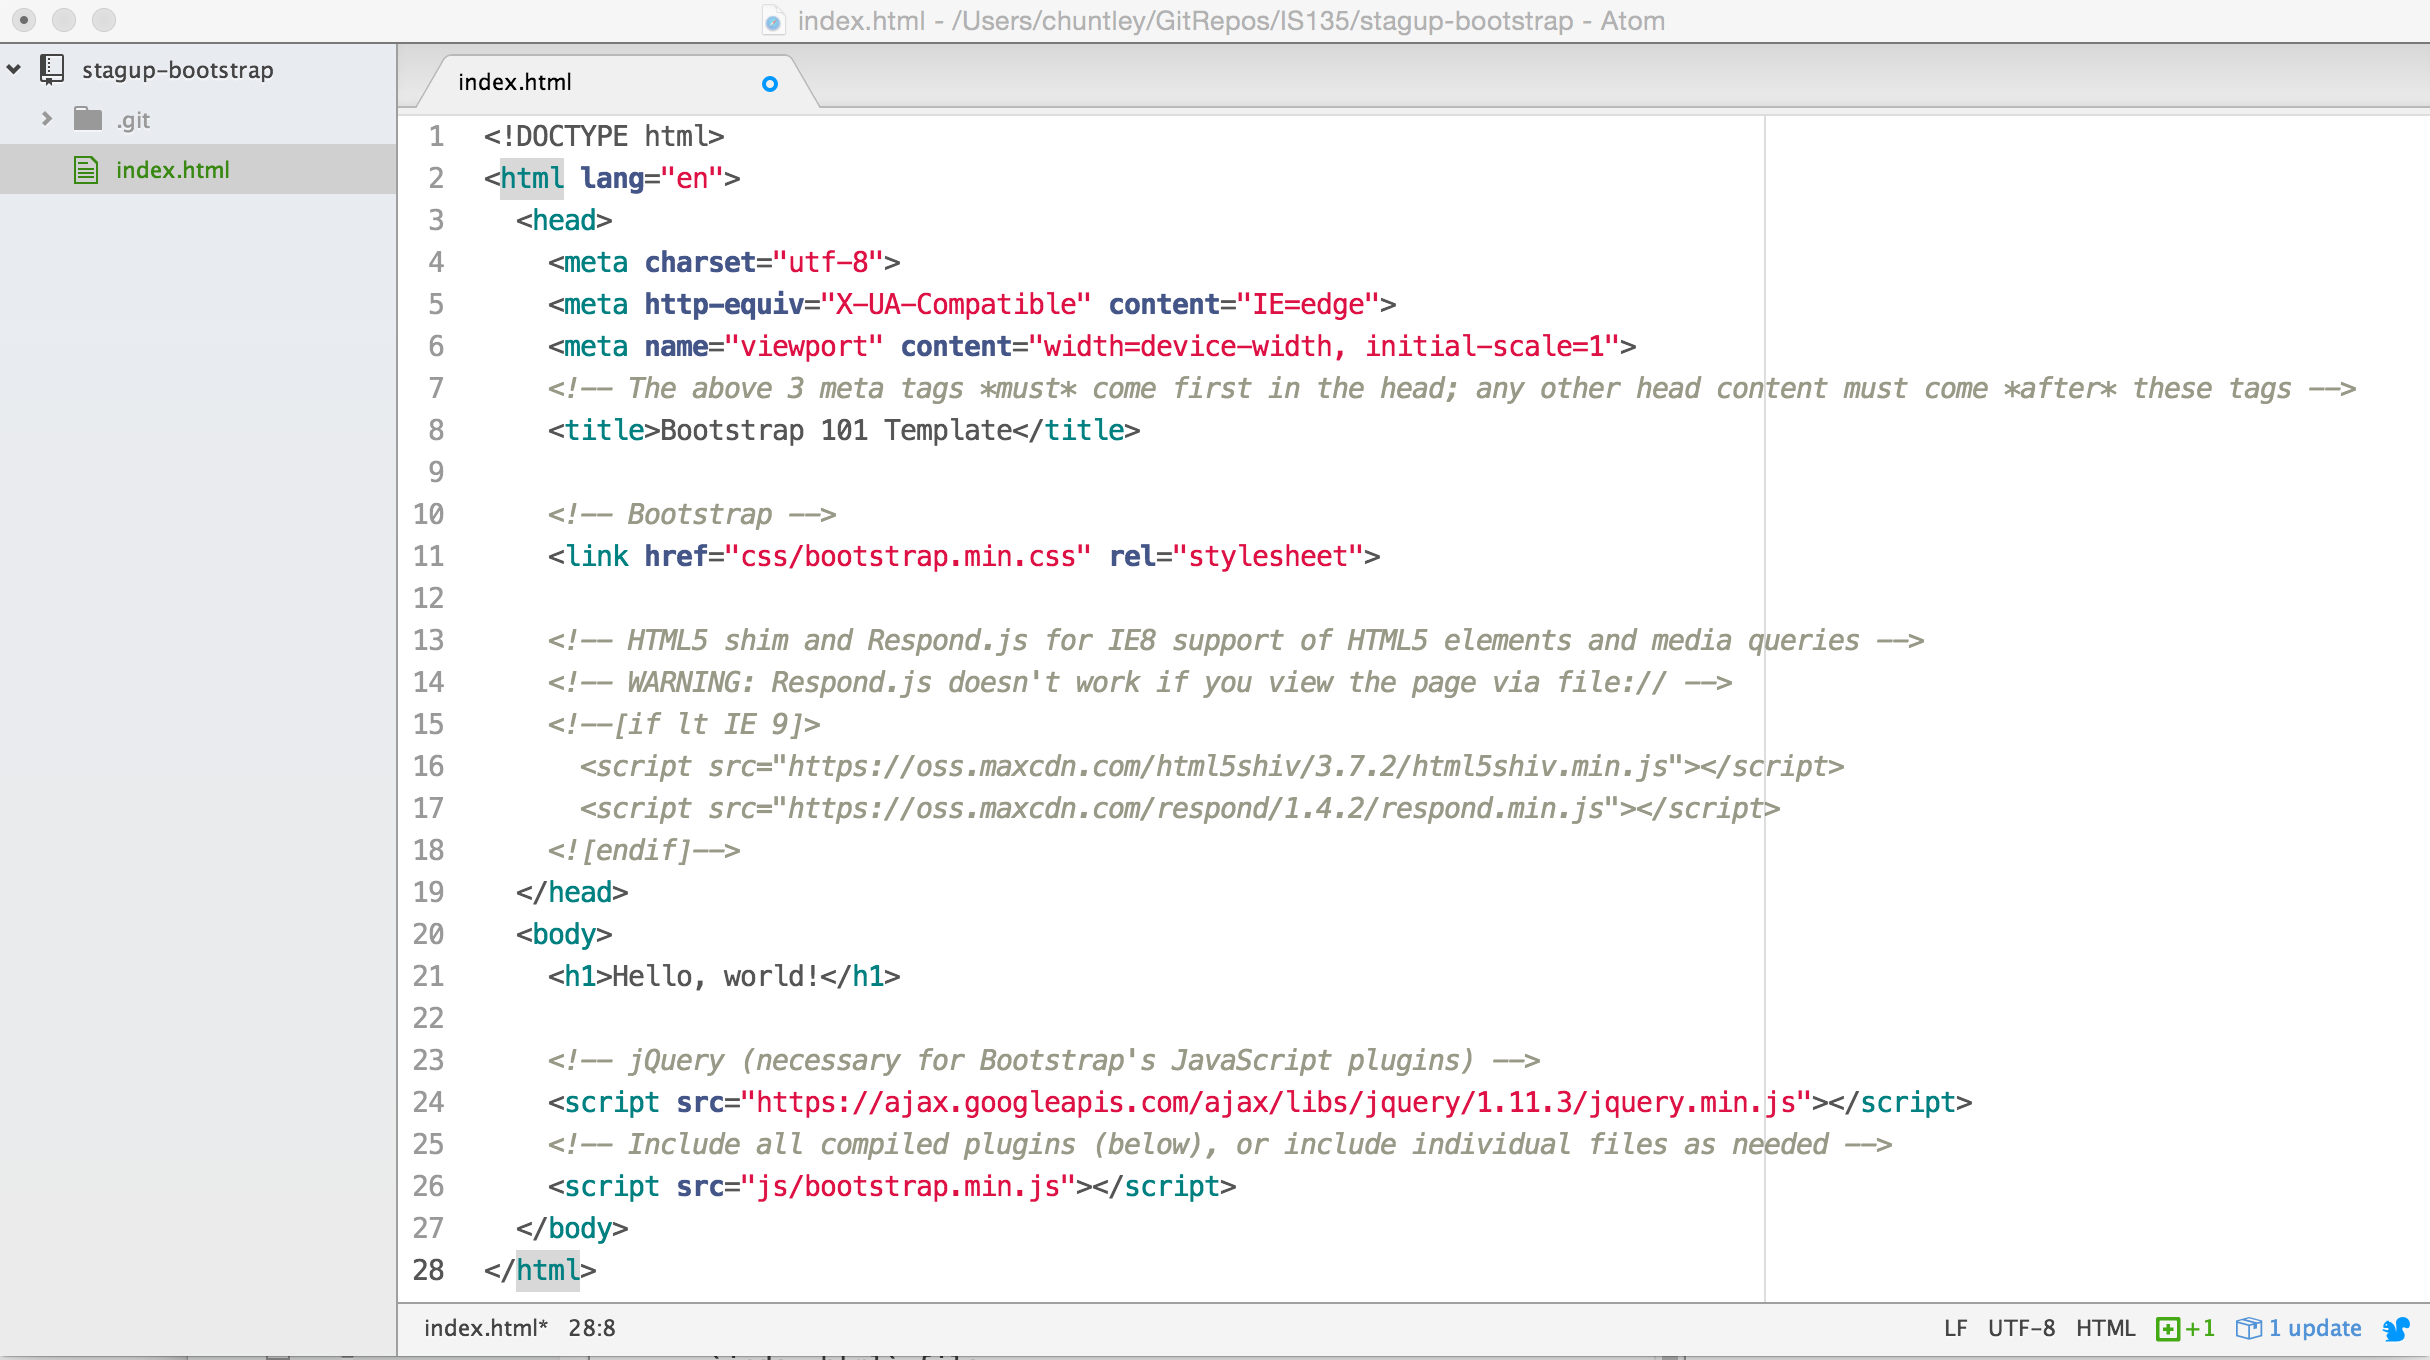 index.html - /Users/chuntley/GitRepos/IS135/stagup-bootstrap - Atom
stagup-bootstrap
.git
index.html
index.html
1 <!DOCTYPE html>
2 <html lang="en">
3 <head>
4 <meta charset="utf-8">
5 <meta http-equiv="X-UA-Compatible" content="IE=edge">
6 <meta name="viewport" content="width=device-width, initial-scale=1">
7 <!-- The above 3 meta tags *must* come first in the head; any other head content must come *after* these tags -->
8 <title>Bootstrap 101 Template</title>
9
10 <!-- Bootstrap -->
11 <link href="css/bootstrap.min.css" rel="stylesheet">
12
13 <!-- HTML5 shim and Respond.js for IE8 support of HTML5 elements and media queries -->
14 <!-- WARNING: Respond.js doesn't work if you view the page via file:// -->
15 <!--[if lt IE 9]>
16 <script src="https://oss.maxcdn.com/html5shiv/3.7.2/html5shiv.min.js"></script>
17 <script src="https://oss.maxcdn.com/respond/1.4.2/respond.min.js"></script>
18 <![endif]-->
19 </head>
20 <body>
21 <h1>Hello, world!</h1>
22
23 <!-- jQuery (necessary for Bootstrap's JavaScript plugins) -->
24 <script src="https://ajax.googleapis.com/ajax/libs/jquery/1.11.3/jquery.min.js"></script>
25 <!-- Include all compiled plugins (below), or include individual files as needed -->
26 <script src="js/bootstrap.min.js"></script>
27 </body>
28 </html>
index.html* 28:8
LF UTF-8 HTML +1 1 update